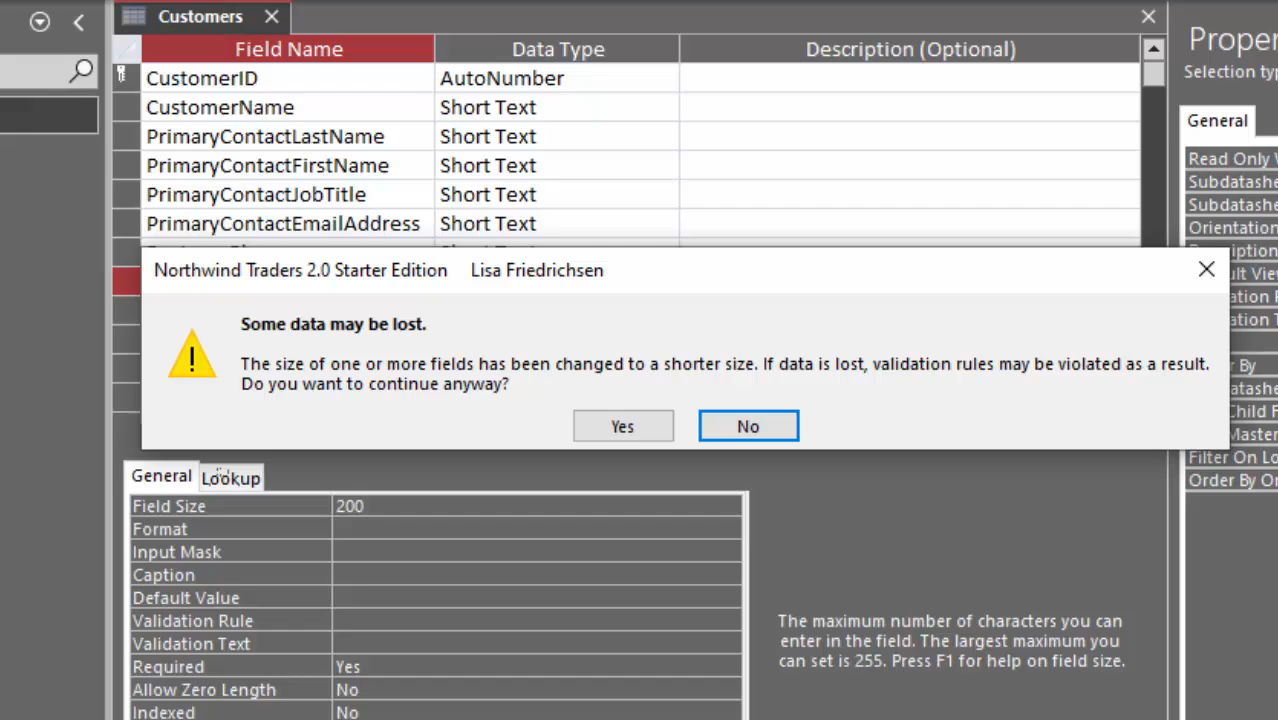 Customers
Proper
Field Name Data Type Description (Optional)
Selection typ
CustomerID AutoNumber
CustomerName Short Text
General
PrimaryContactLastName Short Text
Read Only
PrimaryContactFirstName Short Text
Subdatashe
PrimaryContactJobTitle Short Text
Subdatashe
PrimaryContactEmailAddress Short Text
Orientation
Northwind Traders 2.0 Starter Edition Lisa Friedrichsen
Some data may be lost.
The size of one or more fields has been changed to a shorter size. If data is lost, validation rules may be violated as a result.
Do you want to continue anyway?
Yes No
Filter On Lo
Order By O
General Lookup
Field Size 200
Format
Input Mask
Caption
Default Value
Validation Rule
Validation Text
Required Yes
Allow Zero Length No
Indexed No
The maximum number of characters you can
enter in the field. The largest maximum you
can set is 255. Press F1 for help on field size.